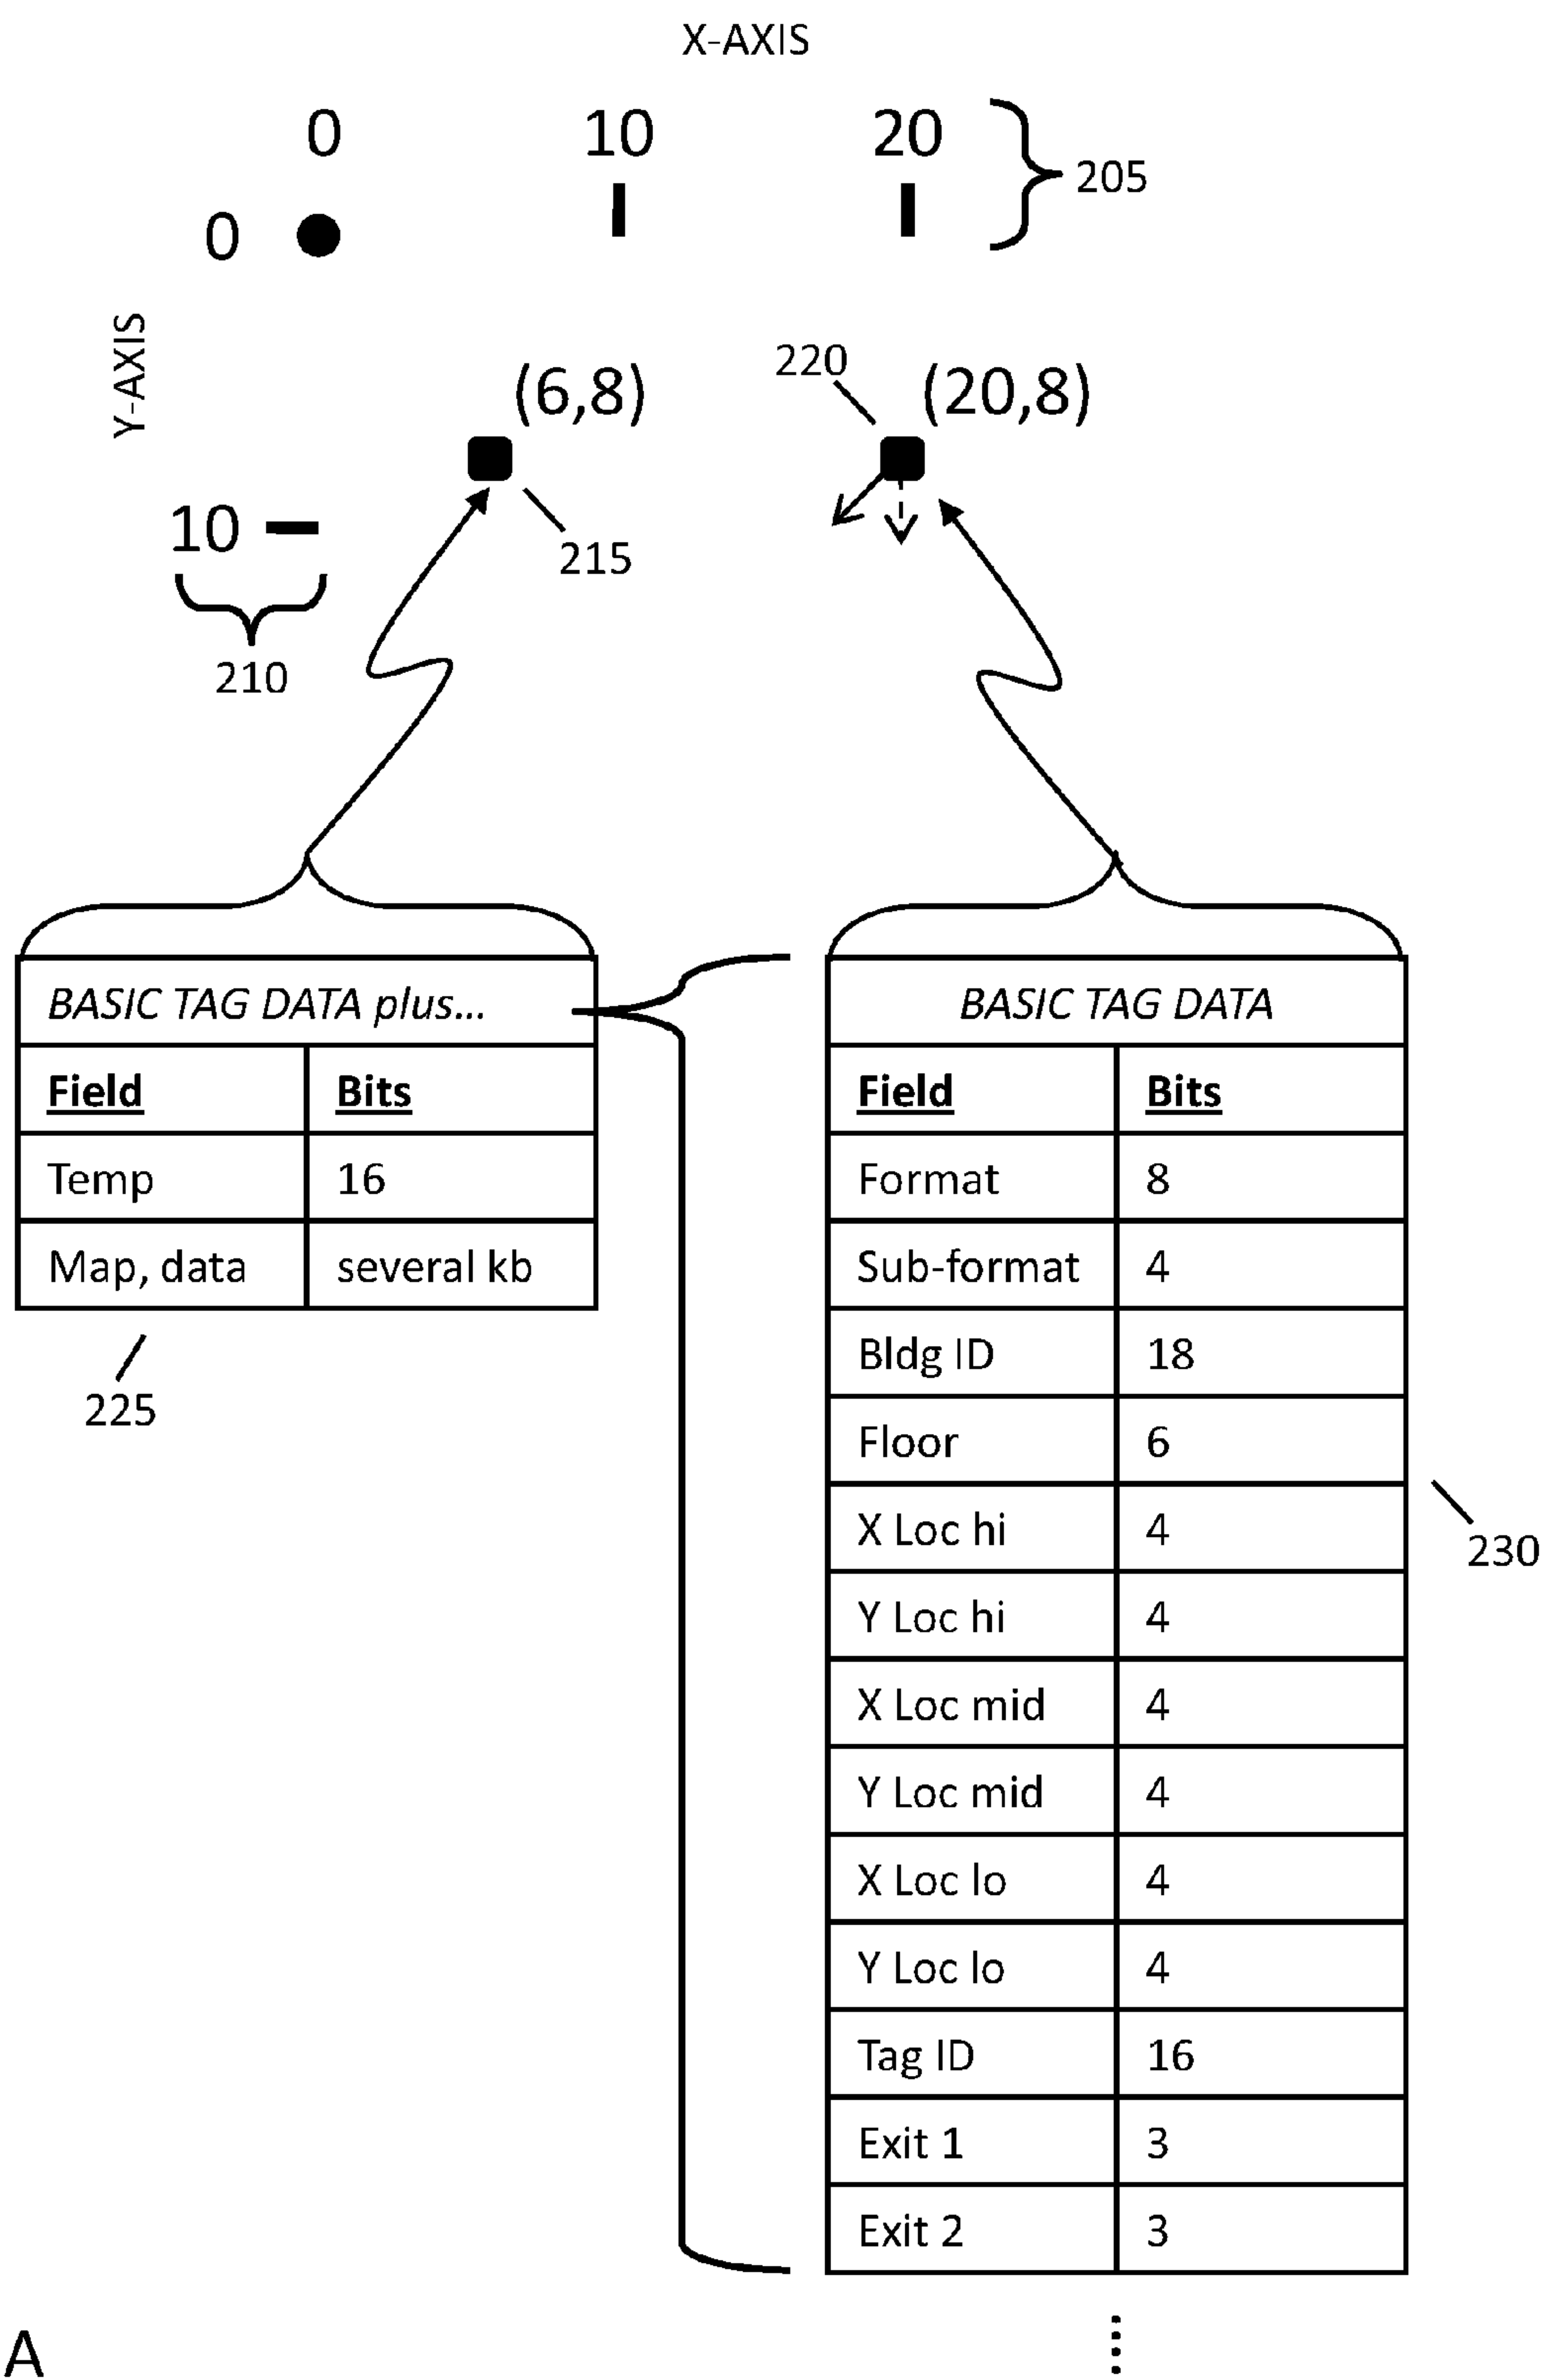 X-AXIS
0 10 20
205
0
Y-AXIS
220
(6,8) (20,8)
10
215
210
BASIC TAG DATA plus...
Field Bits
Temp 16
Map, data several kb
225
BASIC TAG DATA
Field Bits
Format 8
Sub-format 4
Bldg ID 18
Floor 6
X Loc hi 4
Y Loc hi 4
X Loc mid 4
Y Loc mid 4
X Loc lo 4
Y Loc lo 4
Tag ID 16
Exit 1 3
Exit 2 3
230
A